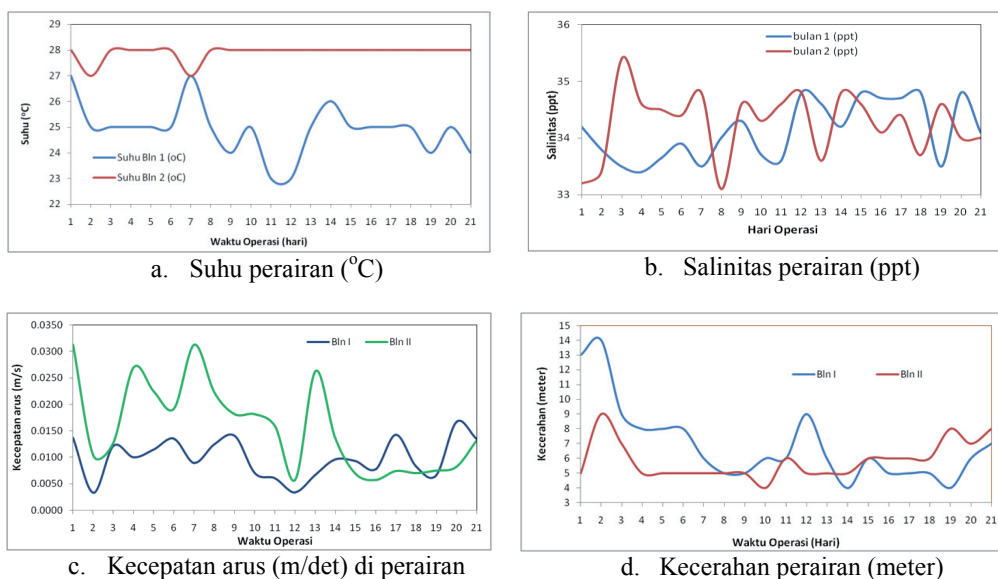 29
28
27
26
25
24
23
22
Suhu (ºC)
Suhu Bln 1 (oC)
Suhu Bln 2 (oC)
1 2 3 4 5 6 7 8 9 10 11 12 13 14 15 16 17 18 19 20 21
Waktu Operasi (hari)
a. Suhu perairan (°C)
36
35
34
33
Salinitas (ppt)
bulan 1 (ppt)
bulan 2 (ppt)
1 2 3 4 5 6 7 8 9 10 11 12 13 14 15 16 17 18 19 20 21
Hari Operasi
b. Salinitas perairan (ppt)
0.0350
0.0300
0.0250
0.0200
0.0150
0.0100
0.0050
0.0000
Kecepatan arus (m/s)
Bln I
Bln II
1 2 3 4 5 6 7 8 9 10 11 12 13 14 15 16 17 18 19 20 21
Waktu Operasi
c. Kecepatan arus (m/det) di perairan
15
14
13
12
11
10
9
8
7
6
5
4
3
Kecerahan (meter)
Bln I
Bln II
1 2 3 4 5 6 7 8 9 10 11 12 13 14 15 16 17 18 19 20 21
Waktu Operasi (Hari)
d. Kecerahan perairan (meter)